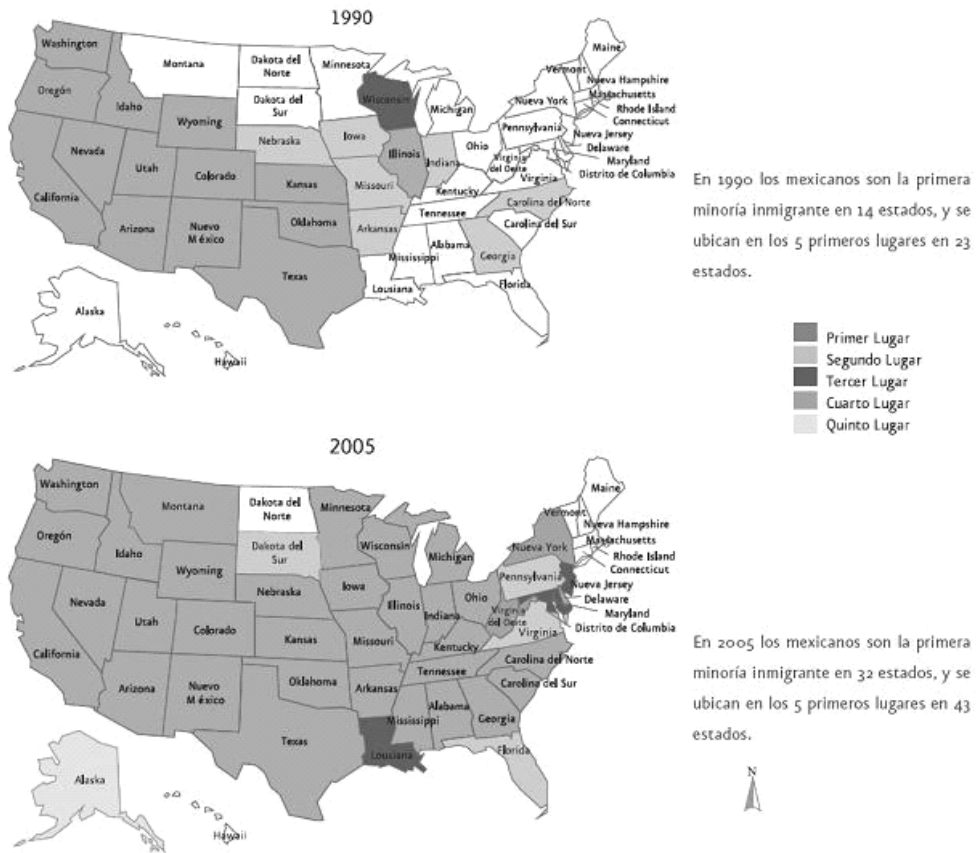 1990
Washington
Montana
Dakota del
Norte
Minnesota
Maine
Vermont
Nueva Hampshire
Massachusetts
Rhode Island
Connecticut
Oregón
Idaho
Dakota del
Sur
Wisconsin
Michigan
Nueva York
Wyoming
Pennsylvania
Nueva Jersey
Delaware
Maryland
Distrito de Columbia
Nebraska
Iowa
Nevada
Utah
Colorado
Kansas
Missouri
Illinois
Indiana
Ohio
Virginia
del Oeste
Virginia
Kentucky
California
Carolina del Norte
Tennessee
Carolina del Sur
Arizona
Nuevo
México
Oklahoma
Arkansas
Mississippi
Alabama
Georgia
Texas
Lousiana
Florida
Alaska
Hawaii
En 1990 los mexicanos son la primera
minoría inmigrante en 14 estados, y se
ubican en los 5 primeros lugares en 23
estados.
Primer Lugar
Segundo Lugar
Tercer Lugar
Cuarto Lugar
Quinto Lugar
2005
Washington
Montana
Dakota del
Norte
Minnesota
Maine
Vermont
Nueva Hampshire
Massachusetts
Rhode Island
Connecticut
Oregón
Idaho
Dakota del
Sur
Wisconsin
Michigan
Nueva York
Wyoming
Pennsylvania
Nueva Jersey
Delaware
Maryland
Distrito de Columbia
Nebraska
Iowa
Nevada
Utah
Colorado
Kansas
Missouri
Illinois
Indiana
Ohio
Virginia
del Oeste
Virginia
Kentucky
California
Carolina del Norte
Tennessee
Carolina del Sur
Arizona
Nuevo
México
Oklahoma
Arkansas
Mississippi
Alabama
Georgia
Texas
Lousiana
Florida
Alaska
Hawaii
En 2005 los mexicanos son la primera
minoría inmigrante en 32 estados, y se
ubican en los 5 primeros lugares en 43
estados.
N